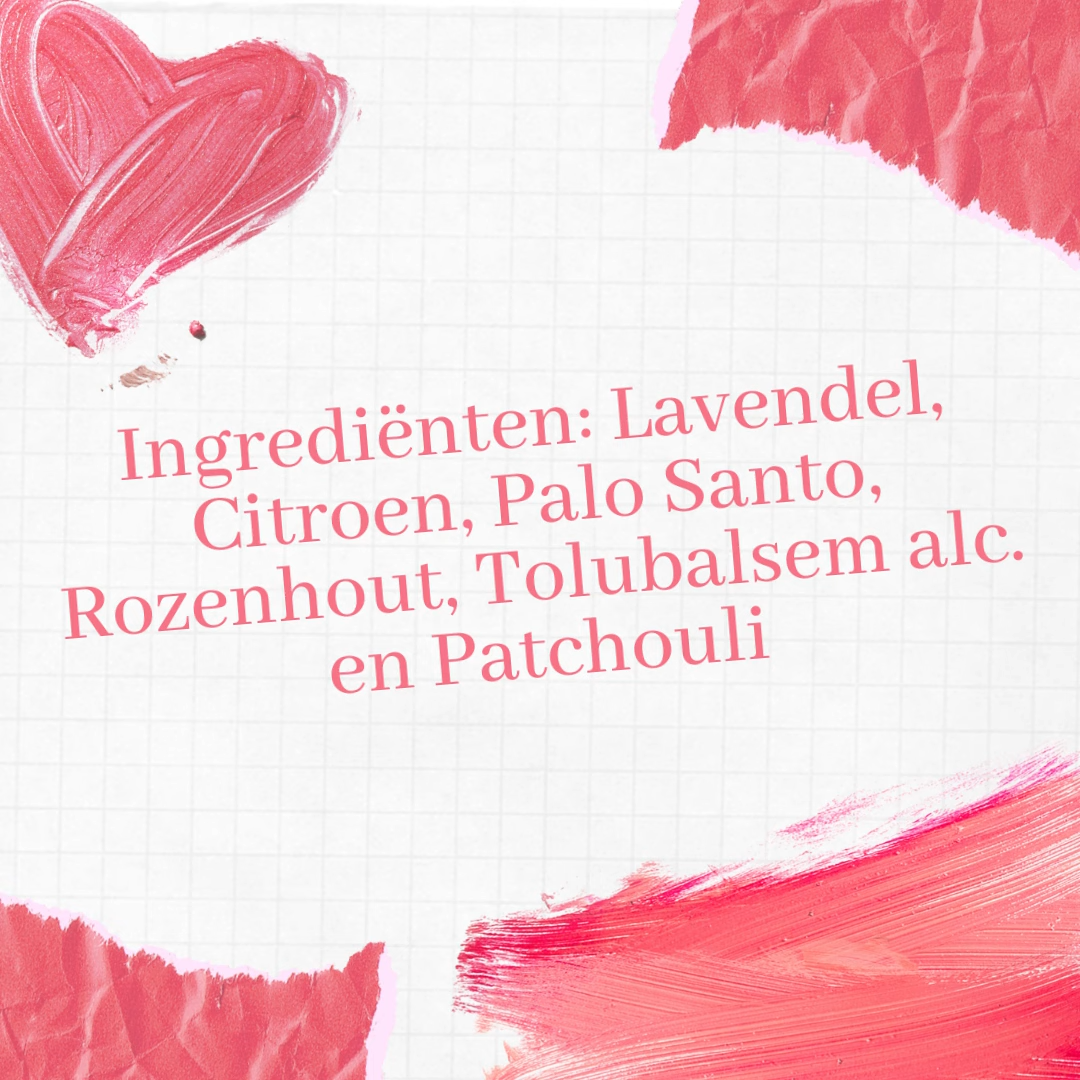 Ingrediënten: Lavendel,
Citroen, Palo Santo,
Rozenhout, Tolubalsem alc.
en Patchouli